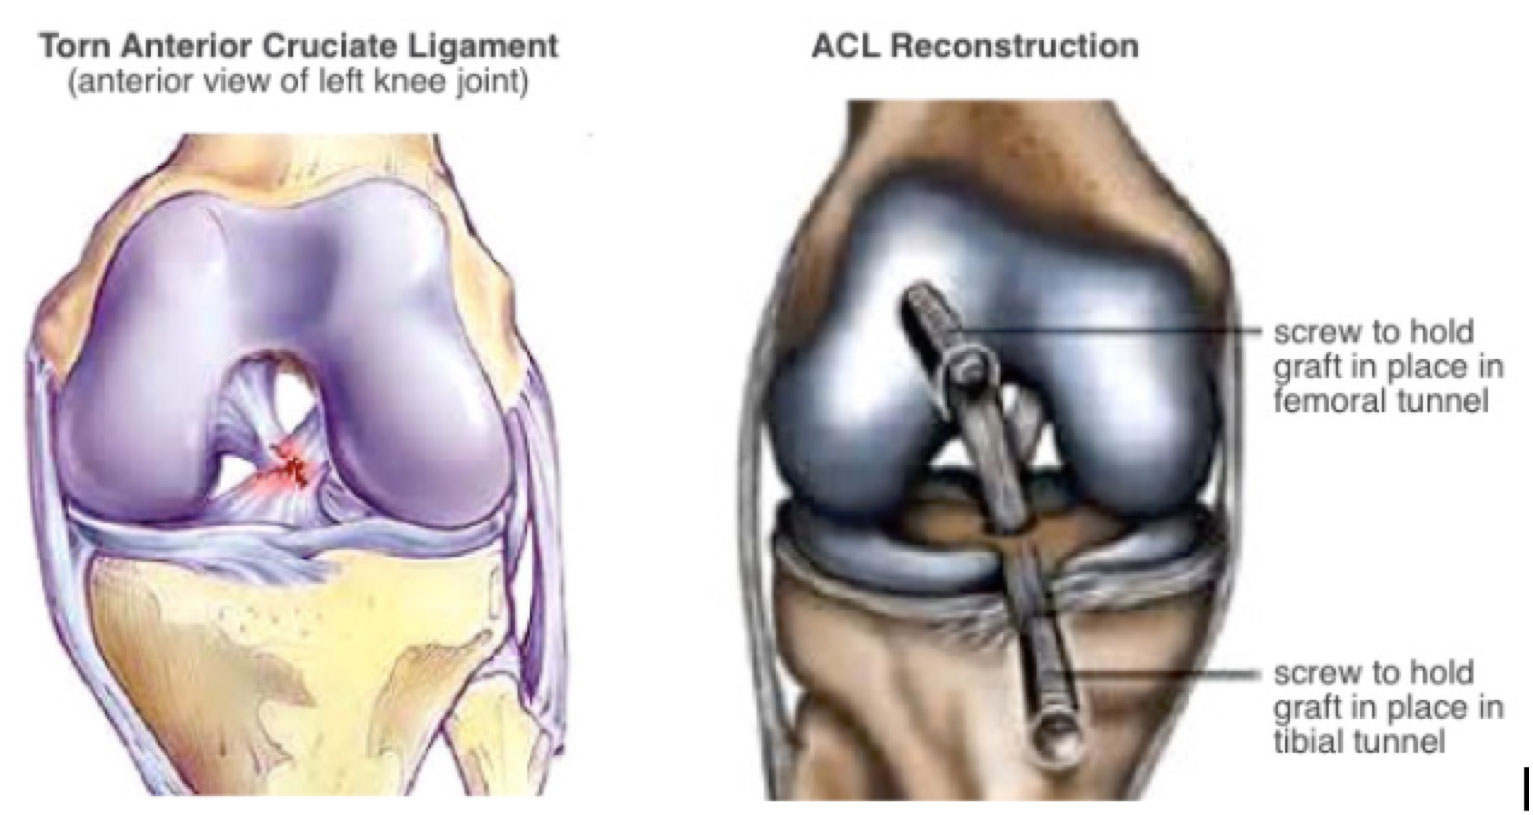 Torn Anterior Cruciate Ligament
(anterior view of left knee joint)
ACL Reconstruction
screw to hold
graft in place in
femoral tunnel
screw to hold
graft in place in
tibial tunnel